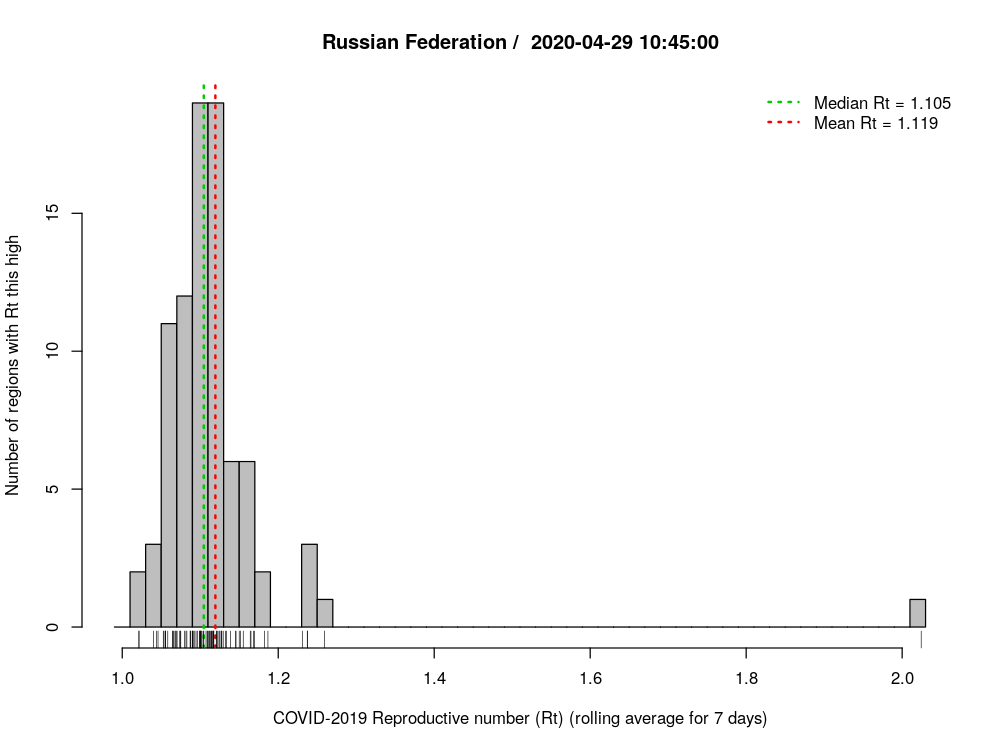 Russian Federation /  2020-04-29 10:45:00
Median Rt = 1.105
Mean Rt = 1.119
Number of regions with Rt this high
15
10
5
0
1.0 1.2 1.4 1.6 1.8 2.0
COVID-2019 Reproductive number (Rt) (rolling average for 7 days)